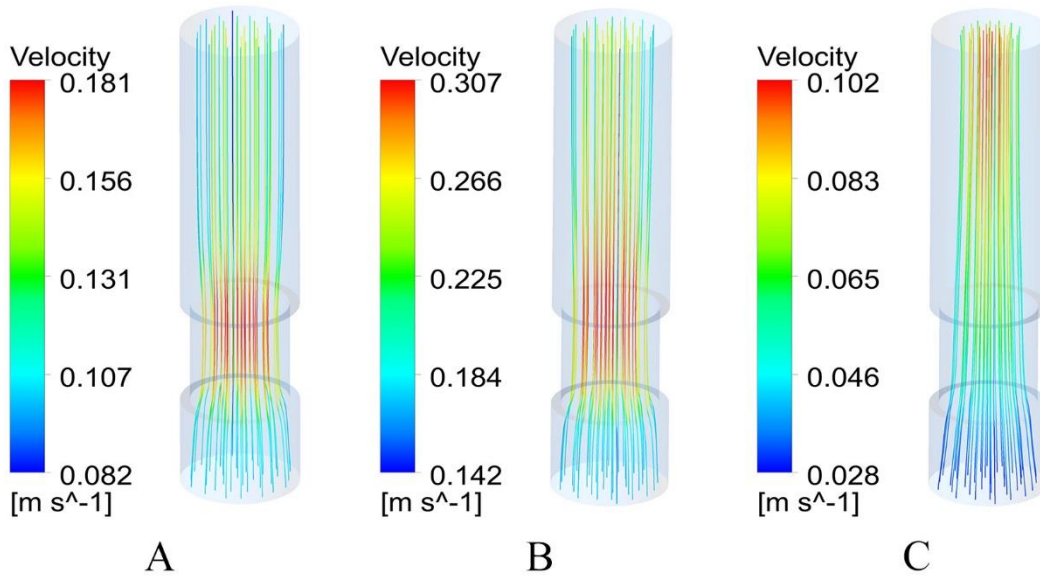 Velocity
0.181
0.156
0.131
0.107
0.082
[m s^-1]
A
Velocity
0.307
0.266
0.225
0.184
0.142
[m s^-1]
B
Velocity
0.102
0.083
0.065
0.046
0.028
[m s^-1]
C